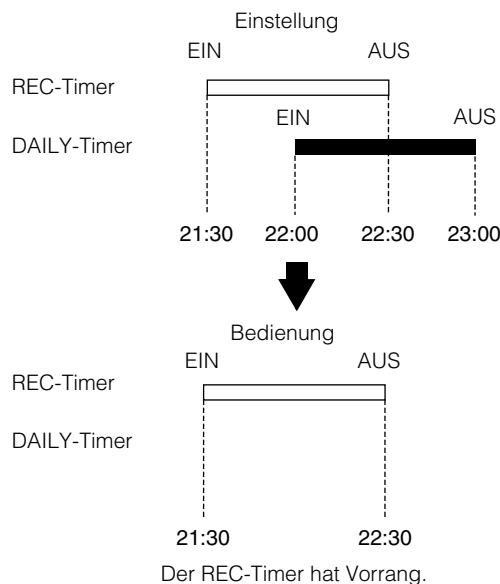 Einstellung
EIN AUS
REC-Timer
EIN AUS
DAILY-Timer
21:30 22:00 22:30 23:00
Bedienung
EIN AUS
REC-Timer
DAILY-Timer
21:30 22:30
Der REC-Timer hat Vorrang.